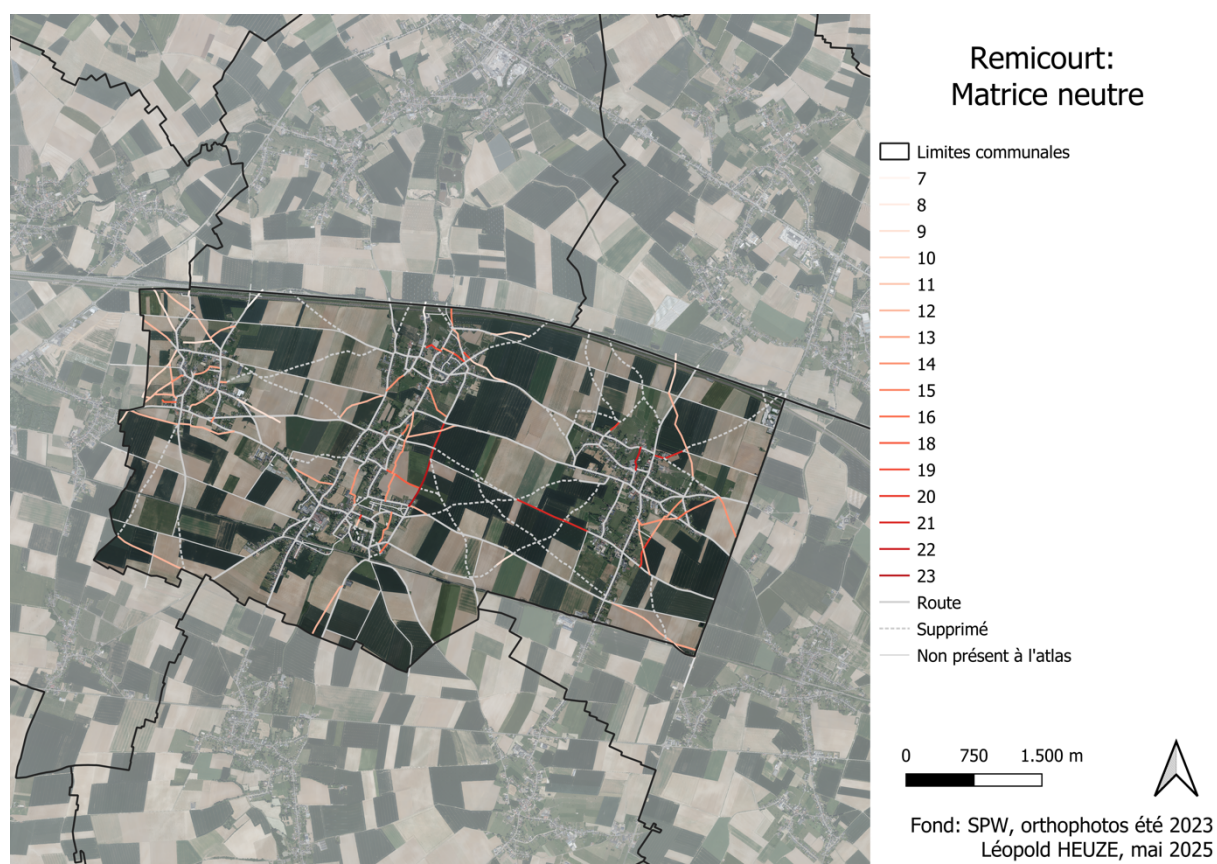 Remicourt:
Matrice neutre
Limites communales
7
8
9
10
11
12
13
14
15
16
18
19
20
21
22
23
Route
Supprimé
Non présent à l'atlas
0 750 1.500 m
Fond: SPW, orthophotos été 2023
Léopold HEUZE, mai 2025